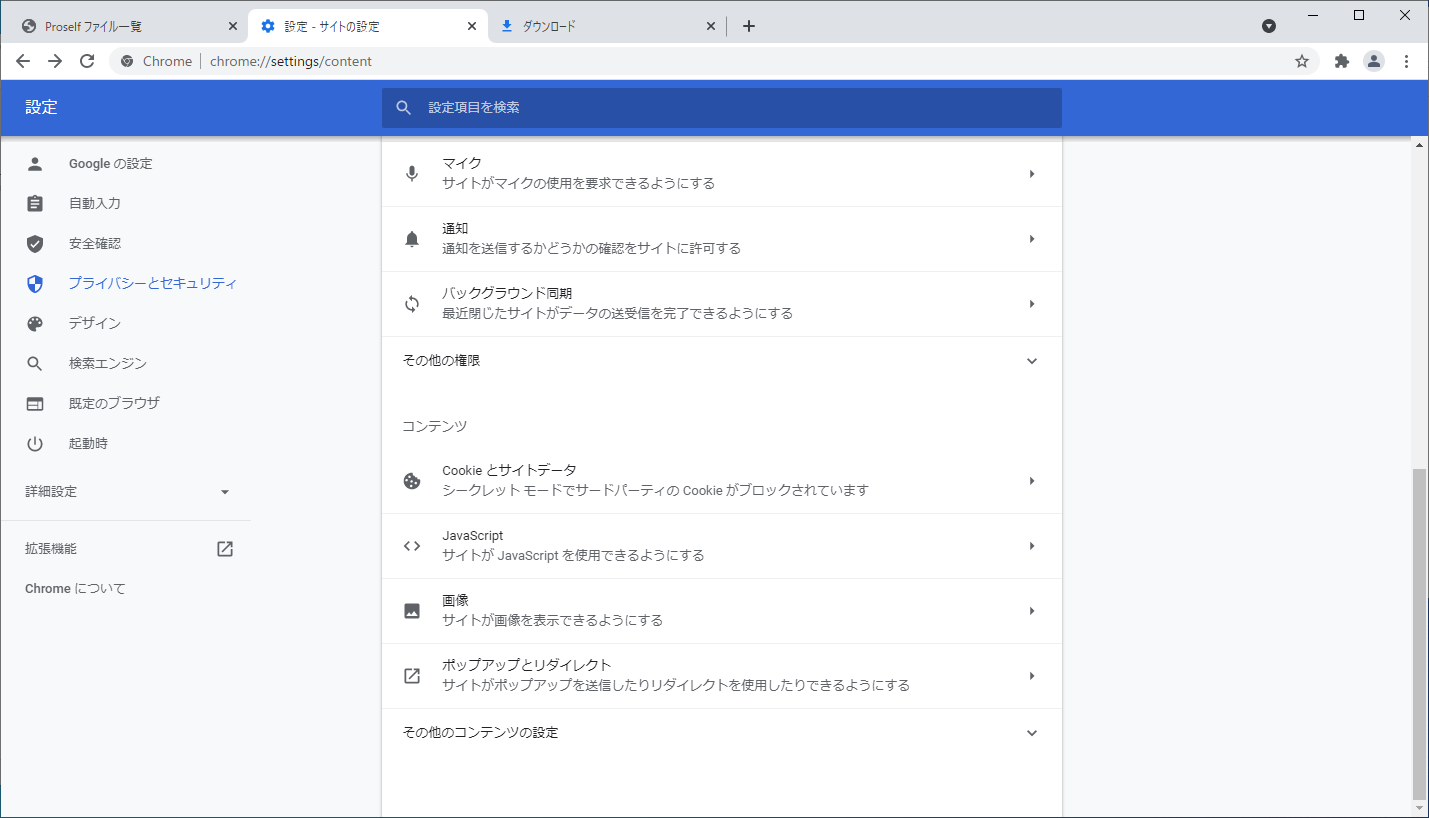 Proself ファイル一覧
設定 - サイトの設定
ダウンロード
Chrome
chrome://settings/content
設定
設定項目を検索
Google の設定
自動入力
安全確認
プライバシーとセキュリティ
デザイン
検索エンジン
既定のブラウザ
起動時
詳細設定
拡張機能
Chrome について
マイク
サイトがマイクの使用を要求できるようにする
通知
通知を送信するかどうかの確認をサイトに許可する
バックグラウンド同期
最近閉じたサイトがデータの送受信を完了できるようにする
その他の権限
コンテンツ
Cookie とサイトデータ
シークレット モードでサードパーティの Cookie がブロックされています
JavaScript
サイトが JavaScript を使用できるようにする
画像
サイトが画像を表示できるようにする
ポップアップとリダイレクト
サイトがポップアップを送信したりリダイレクトを使用したりできるようにする
その他のコンテンツの設定